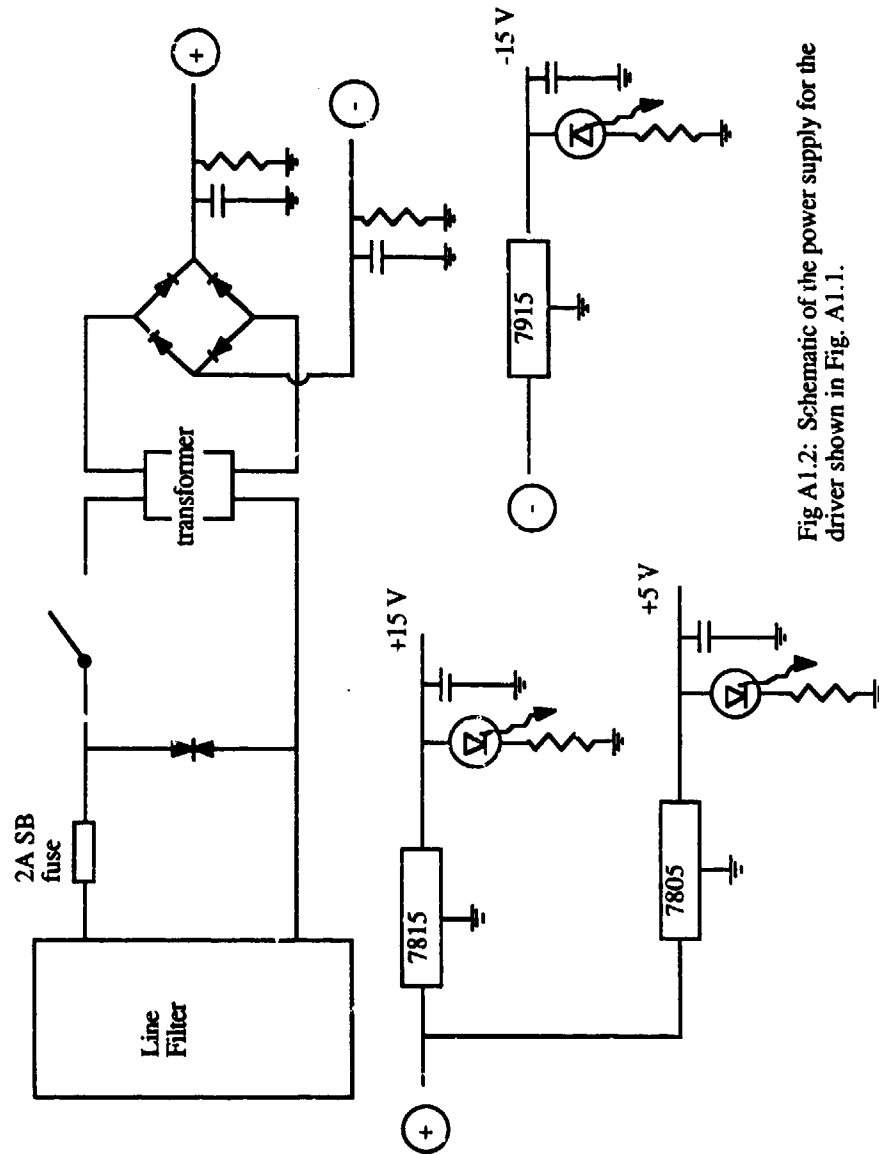 2A SB
fuse
Line
Filter
transformer
+
-
+
7815
+15 V
7805
+5 V
-
7915
-15 V
Fig A1.2: Schematic of the power supply for the
driver shown in Fig. A1.1.